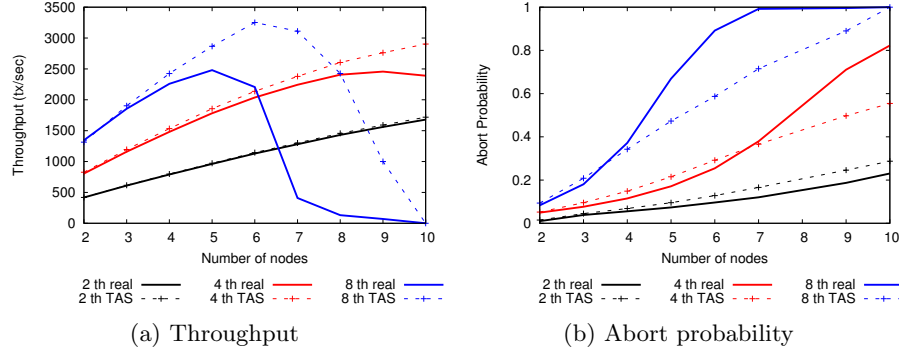 Throughput (tx/sec)
3500
3000
2500
2000
1500
1000
500
0
2 3 4 5 6 7 8 9 10
Number of nodes
2 th real 4 th real 8 th real
2 th TAS 4 th TAS 8 th TAS
(a) Throughput
Abort Probability
1
0.8
0.6
0.4
0.2
0
2 3 4 5 6 7 8 9 10
Number of nodes
2 th real 4 th real 8 th real
2 th TAS 4 th TAS 8 th TAS
(b) Abort probability